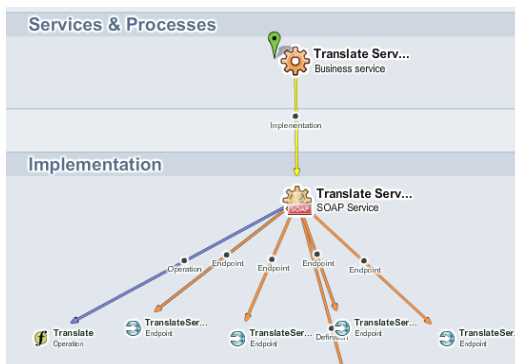 Services & Processes
Translate Serv...
Business service
Implementation
Implementation
Translate Serv...
SOAP
SOAP Service
Operation
Endpoint
Endpoint
Endpoint
Endpoint
Translate
Operation
TranslateSer...
Endpoint
TranslateSer...
Endpoint
TranslateSer...
Endpoint
TranslateSer...
Endpoint